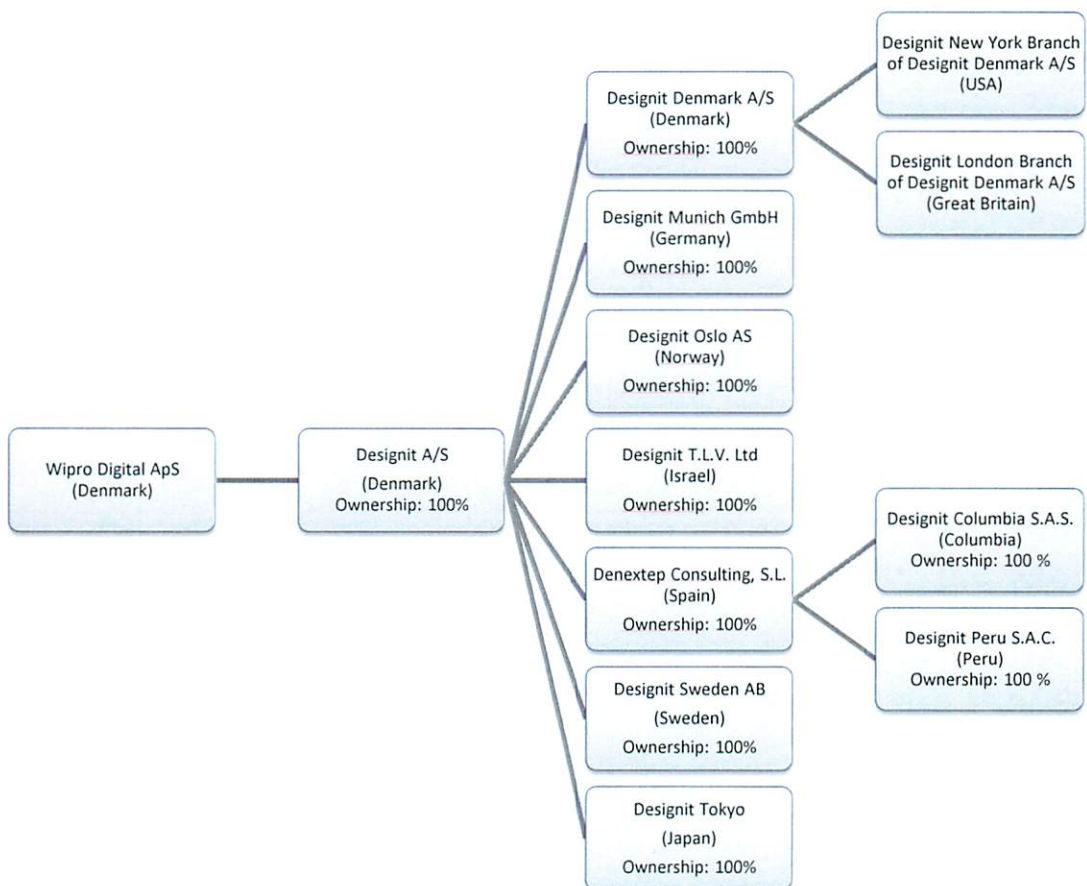 Wipro Digital ApS
(Denmark)
Designit A/S
(Denmark)
Ownership: 100%
Designit Denmark A/S
(Denmark)
Ownership: 100%
Designit New York Branch
of Designit Denmark A/S
(USA)
Designit London Branch
of Designit Denmark A/S
(Great Britain)
Designit Munich GmbH
(Germany)
Ownership: 100%
Designit Oslo AS
(Norway)
Ownership: 100%
Designit T.L.V. Ltd
(Israel)
Ownership: 100%
Denextep Consulting, S.L.
(Spain)
Ownership: 100%
Designit Columbia S.A.S.
(Columbia)
Ownership: 100 %
Designit Peru S.A.C.
(Peru)
Ownership: 100 %
Designit Sweden AB
(Sweden)
Ownership: 100%
Designit Tokyo
(Japan)
Ownership: 100%